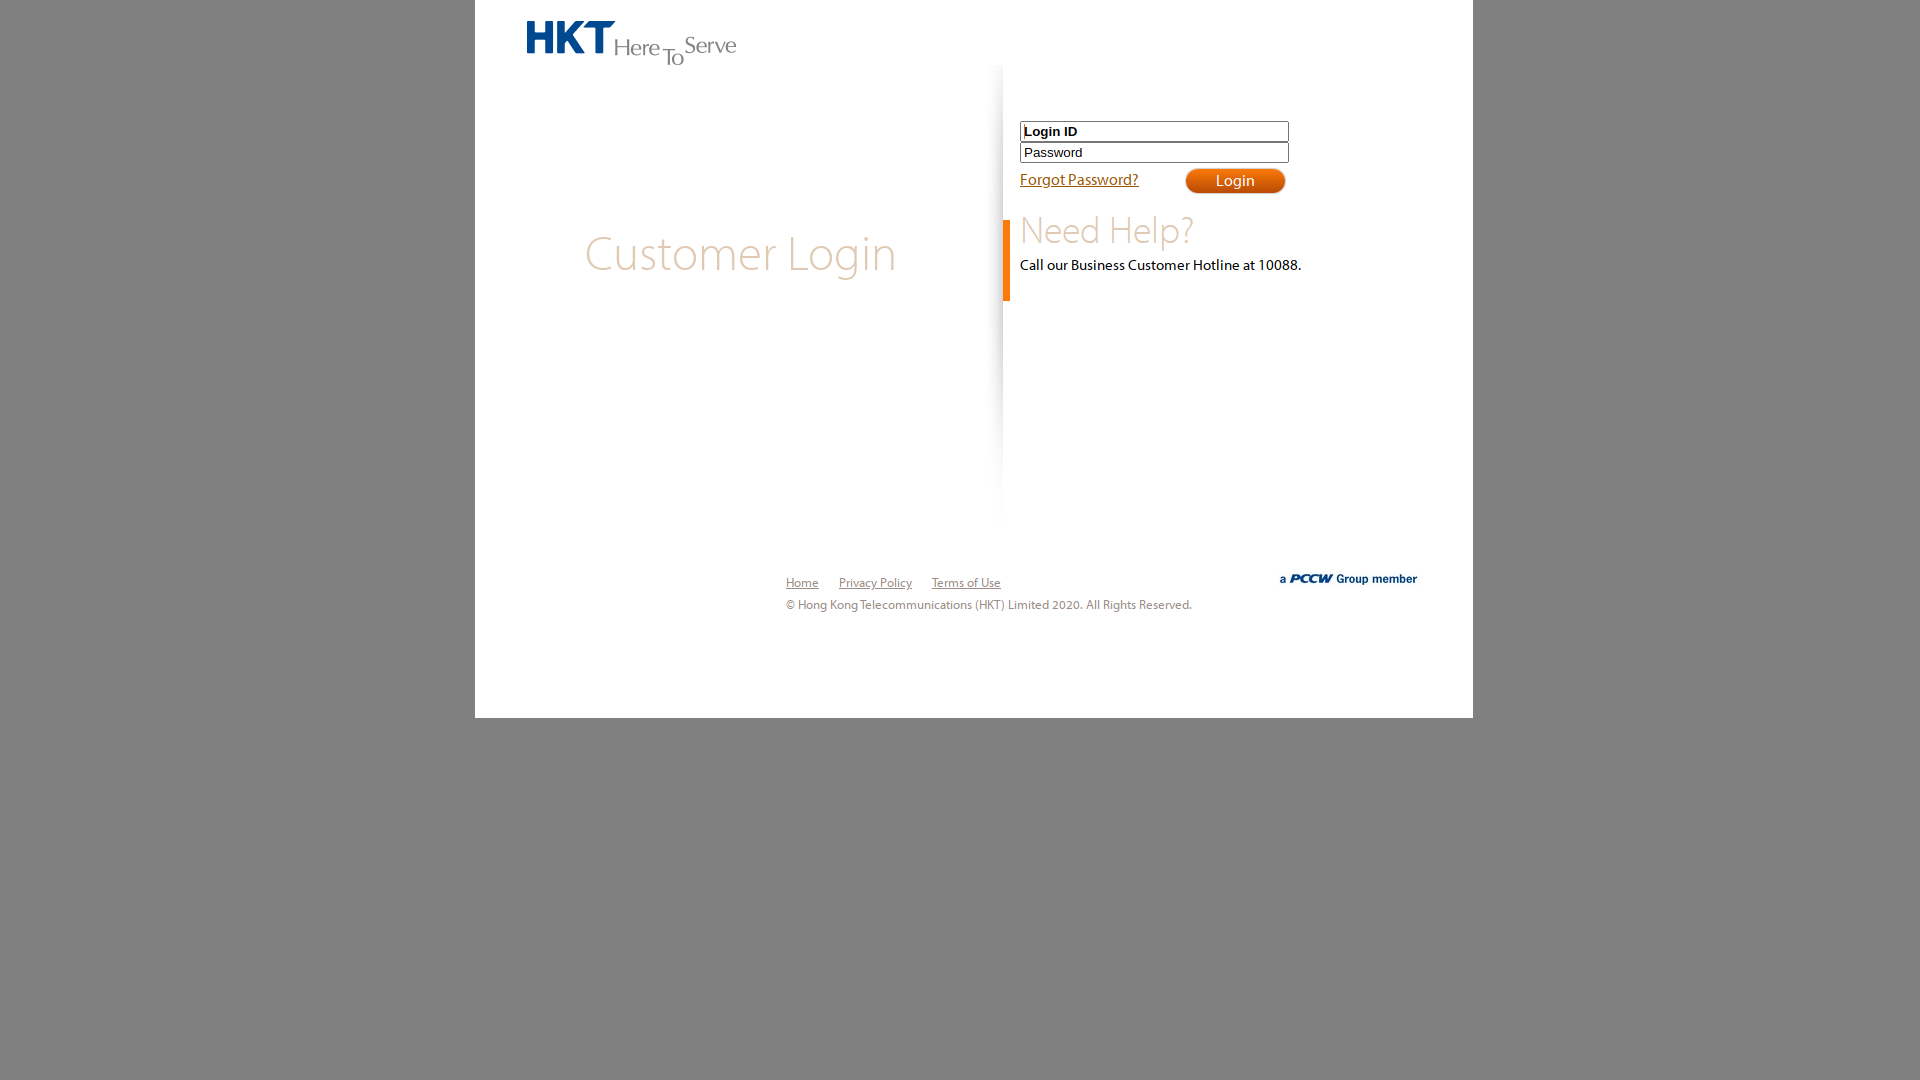 HKT Here To Serve
Login ID
Password
Forgot Password?
Login
Customer Login
Need Help?
Call our Business Customer Hotline at 10088.
Home Privacy Policy Terms of Use
a PCCW Group member
© Hong Kong Telecommunications (HKT) Limited 2020. All Rights Reserved.